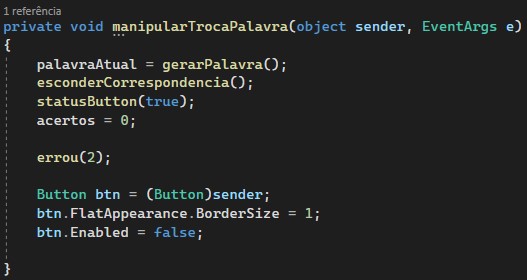 1 referência
private void manipularTrocaPalavra(object sender, EventArgs e)
{
palavraAtual = gerarPalavra();
esconderCorrespondencia();
statusButton(true);
acertos = 0;
errou(2);
Button btn = (Button)sender;
btn.FlatAppearance.BorderSize = 1;
btn.Enabled = false;
}